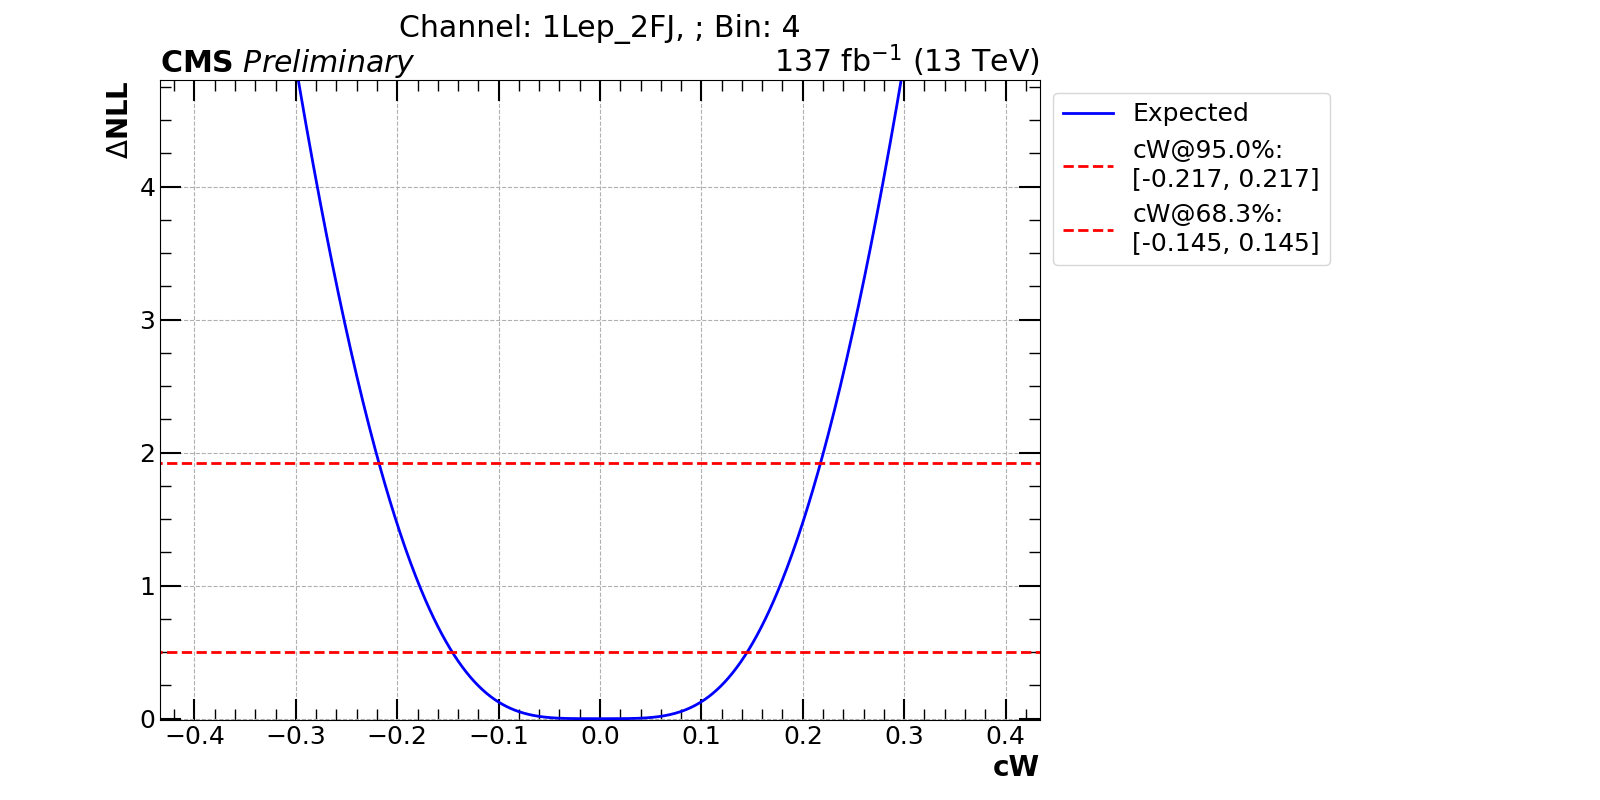 Channel: 1Lep_2FJ, ; Bin: 4
CMS Preliminary 137 fb⁻¹ (13 TeV)
ΔNLL
4
3
2
1
0
−0.4 −0.3 −0.2 −0.1 0.0 0.1 0.2 0.3 0.4
cW
Expected
cW@95.0%:
[-0.217, 0.217]
cW@68.3%:
[-0.145, 0.145]